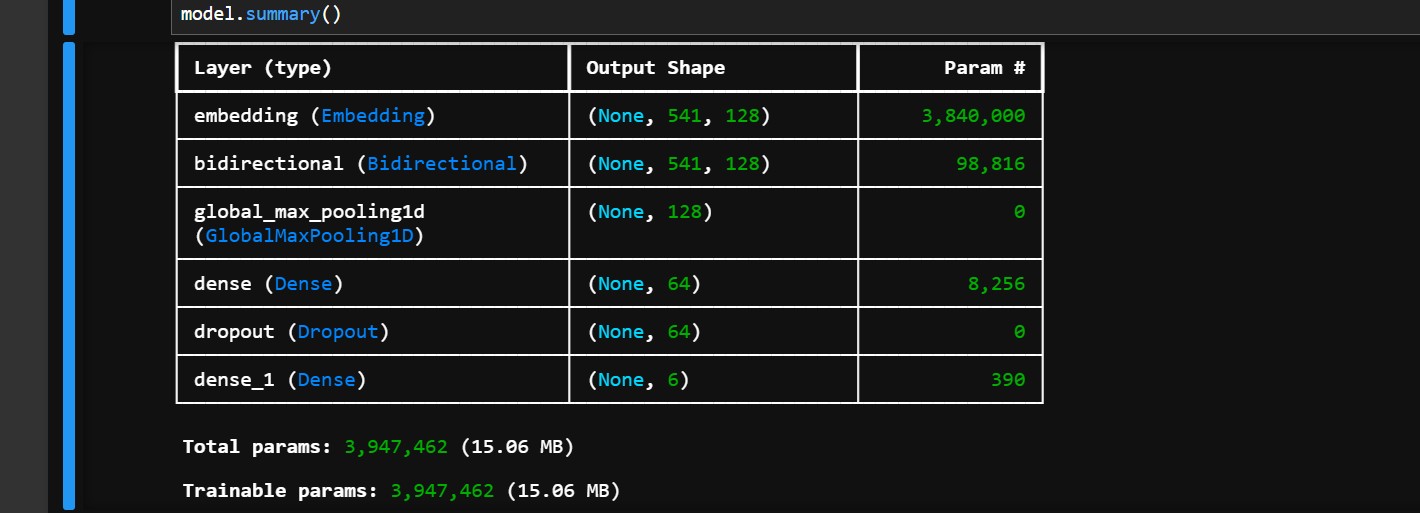 model.summary()
Layer (type) Output Shape Param #
embedding (Embedding) (None, 541, 128) 3,840,000
bidirectional (Bidirectional) (None, 541, 128) 98,816
global_max_pooling1d (None, 128) 0
(GlobalMaxPooling1D)
dense (Dense) (None, 64) 8,256
dropout (Dropout) (None, 64) 0
dense_1 (Dense) (None, 6) 390
Total params: 3,947,462 (15.06 MB)
Trainable params: 3,947,462 (15.06 MB)